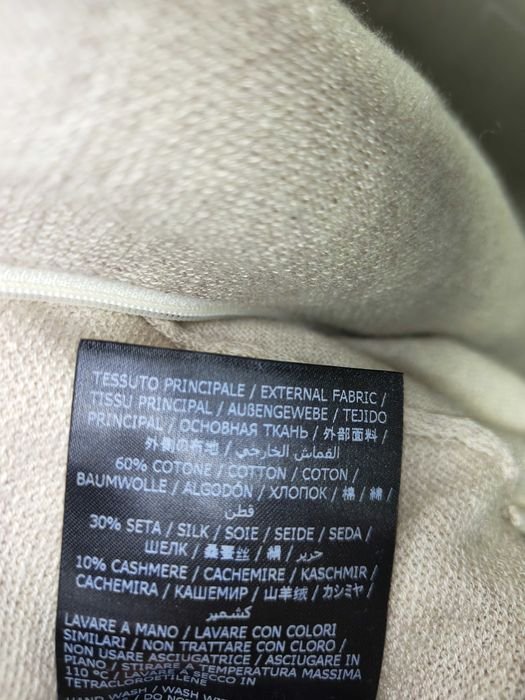 TESSUTO PRINCIPALE / EXTERNAL FABRIC /
TISSU PRINCIPAL / AUßENGEWEBE / TEJIDO
PRINCIPAL / ОСНОВНАЯ ТКАНЬ / 外部面料 /
外側の布地 / القماش الخارجي
60% COTONE / COTTON / COTON /
BAUMWOLLE / ALGODÓN / ХЛОПОК / 棉 / 綿 /
قطن
30% SETA / SILK / SOIE / SEIDE / SEDA /
ШЕЛК / 桑蚕丝 / 絹 / حرير
10% CASHMERE / CACHEMIRE / KASCHMIR /
CACHEMIRA / КАШЕМИР / 山羊绒 / カシミヤ /
كشمير
LAVARE A MANO / LAVARE CON COLORI
SIMILARI / NON TRATTARE CON CLORO /
NON USARE ASCIUGATRICE / ASCIUGARE IN
PIANO / STIRARE A TEMPERATURA MASSIMA
110 °C / LAVARE A SECCO IN
TETRACLOROETILENE
HAND WASH / WASH